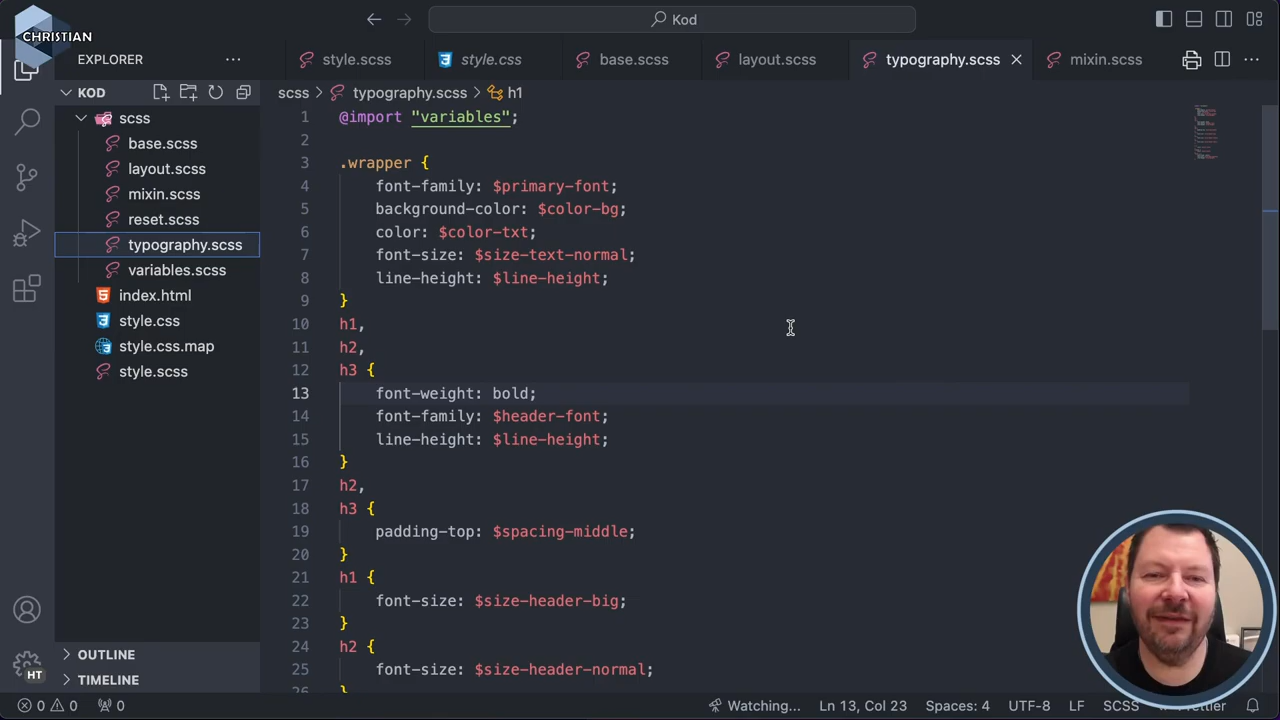 CHRISTIAN
Kod
EXPLORER
style.scss
style.css
base.scss
layout.scss
typography.scss
mixin.scss
KOD
scss
base.scss
layout.scss
mixin.scss
reset.scss
typography.scss
variables.scss
index.html
style.css
style.css.map
style.scss
OUTLINE
TIMELINE
HT
scss > typography.scss > h1
1 @import "variables";
2
3 .wrapper {
4 font-family: $primary-font;
5 background-color: $color-bg;
6 color: $color-txt;
7 font-size: $size-text-normal;
8 line-height: $line-height;
9 }
10 h1,
11 h2,
12 h3 {
13 font-weight: bold;
14 font-family: $header-font;
15 line-height: $line-height;
16 }
17 h2,
18 h3 {
19 padding-top: $spacing-middle;
20 }
21 h1 {
22 font-size: $size-header-big;
23 }
24 h2 {
25 font-size: $size-header-normal;
26 }
0 0 0 Watching... Ln 13, Col 23 Spaces: 4 UTF-8 LF SCSS Prettier